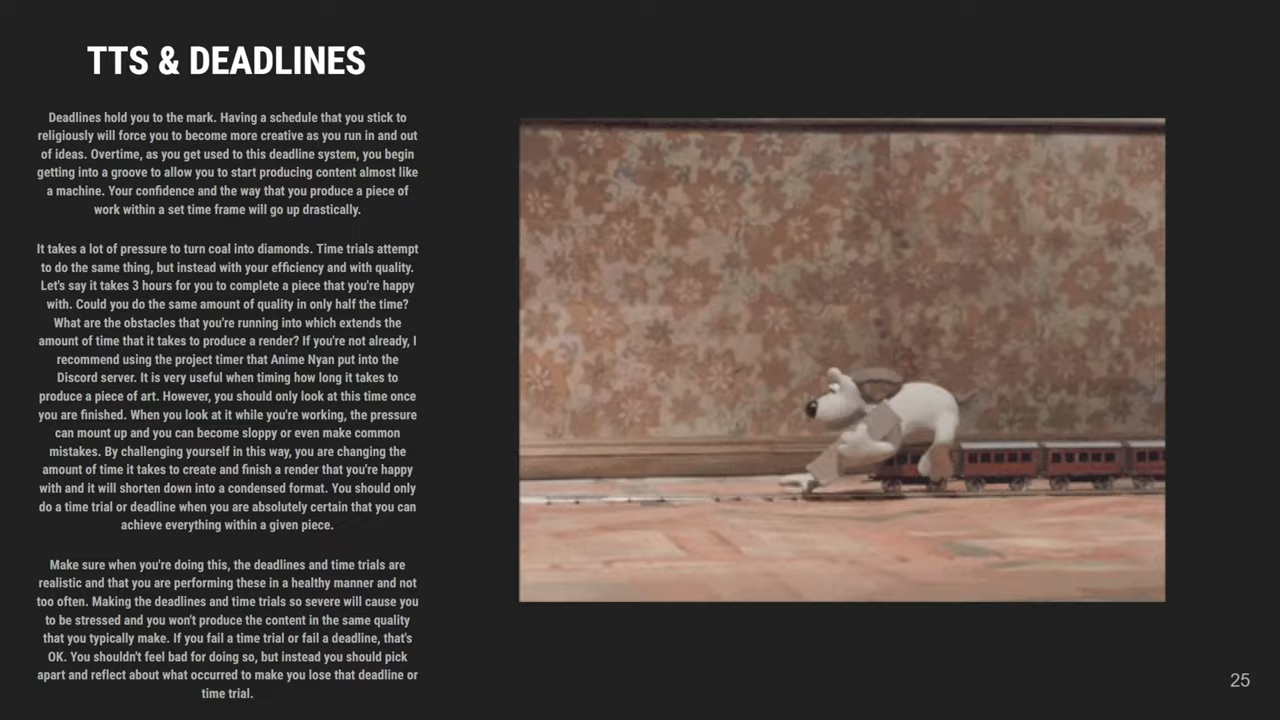 TTS & DEADLINES
Deadlines hold you to the mark. Having a schedule that you stick to
religiously will force you to become more creative as you run in and out
of ideas. Overtime, as you get used to this deadline system, you begin
getting into a groove to allow you to start producing content almost like
a machine. Your confidence and the way that you produce a piece of
work within a set time frame will go up drastically.
It takes a lot of pressure to turn coal into diamonds. Time trials attempt
to do the same thing, but instead with your efficiency and with quality.
Let's say it takes 3 hours for you to complete a piece that you're happy
with. Could you do the same amount of quality in only half the time?
What are the obstacles that you're running into which extends the
amount of time that it takes to produce a render? If you're not already, I
recommend using the project timer that Anime Nyan put into the
Discord server. It is very useful when timing how long it takes to
produce a piece of art. However, you should only look at this time once
you are finished. When you look at it while you're working, the pressure
can mount up and you can become sloppy or even make common
mistakes. By challenging yourself in this way, you are changing the
amount of time it takes to create and finish a render that you're happy
with and it will shorten down into a condensed format. You should only
do a time trial or deadline when you are absolutely certain that you can
achieve everything within a given piece.
Make sure when you're doing this, the deadlines and time trials are
realistic and that you are performing these in a healthy manner and not
too often. Making the deadlines and time trials so severe will cause you
to be stressed and you won't produce the content in the same quality
that you typically make. If you fail a time trial or fail a deadline, that's
OK. You shouldn't feel bad for doing so, but instead you should pick
apart and reflect about what occurred to make you lose that deadline or
time trial.
25